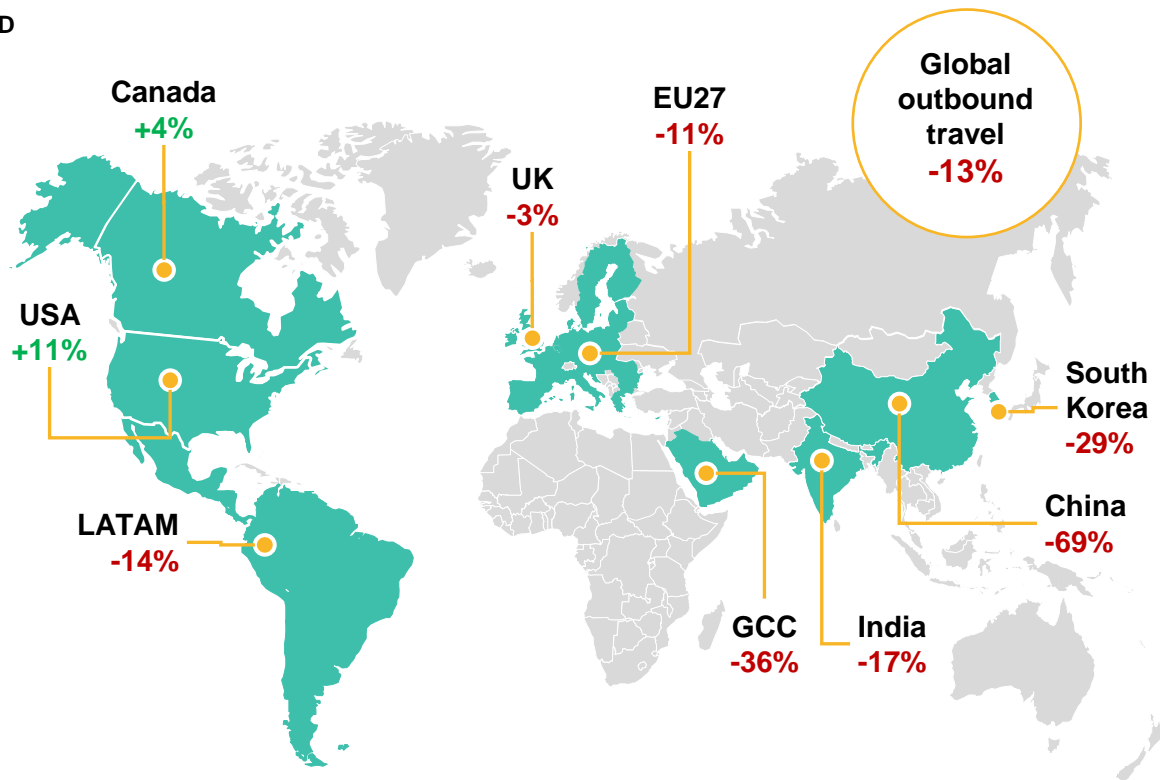 D
Global
outbound
travel
-13%
Canada
+4%
EU27
-11%
UK
-3%
USA
+11%
South
Korea
-29%
LATAM
-14%
China
-69%
GCC
-36%
India
-17%